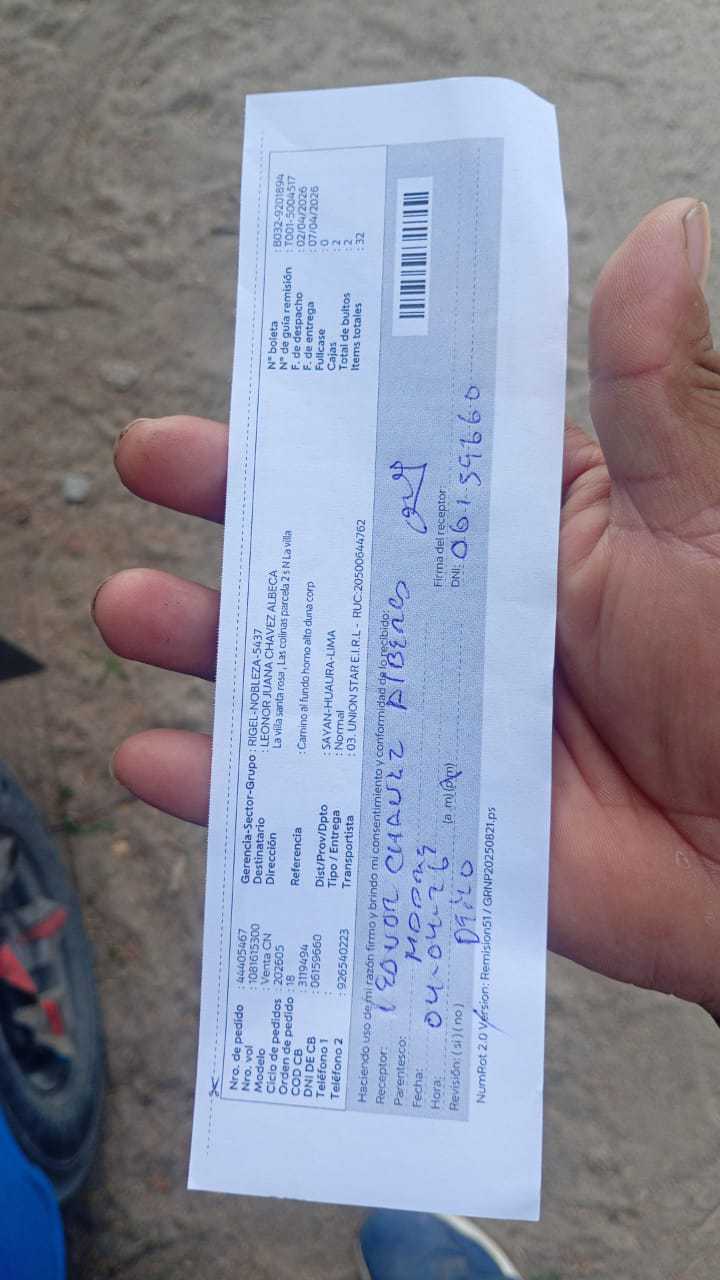 Nro. de pedido : 44405467
Nro. vol : 1081615300
Modelo : Venta CN
Ciclo de pedidos : 202605
Orden de pedido : 18
COD CB : 3119494
DNI DE CB : 06159660
Teléfono 1 :
Teléfono 2 : 926540223
Gerencia-Sector-Grupo : RIGEL-NOBLEZA-5437
Destinatario : LEONOR JUANA CHAVEZ ALBECA
Dirección La villa santa rosa , Las colinas parcela 2 s N La villa
Referencia : Camino al fundo horno alto duna corp
Dist/Prov/Dpto : SAYAN-HUAURA-LIMA
Tipo / Entrega : Normal
Transportista : 03. UNION STAR E.I.R.L - RUC:20500644762
N° boleta : B032-9201894
N° de guía remisión : T001-5004517
F. de despacho : 02/04/2026
F. de entrega : 07/04/2026
Fullcase : 0
Cajas : 2
Total de bultos : 2
Items totales : 32
Haciendo uso de mi razón firmo y brindo mi consentimiento y conformidad de lo recibido:
Receptor: LEONOR CHAVEZ
Parentesco:
Fecha: 04-04-26
Hora: (a .m) (p.m)
Revisión: ( si ) ( no )
Firma del receptor:
DNI: 06159660
NumRot 2.0 Version: Remision51 / GRNP20250821.ps